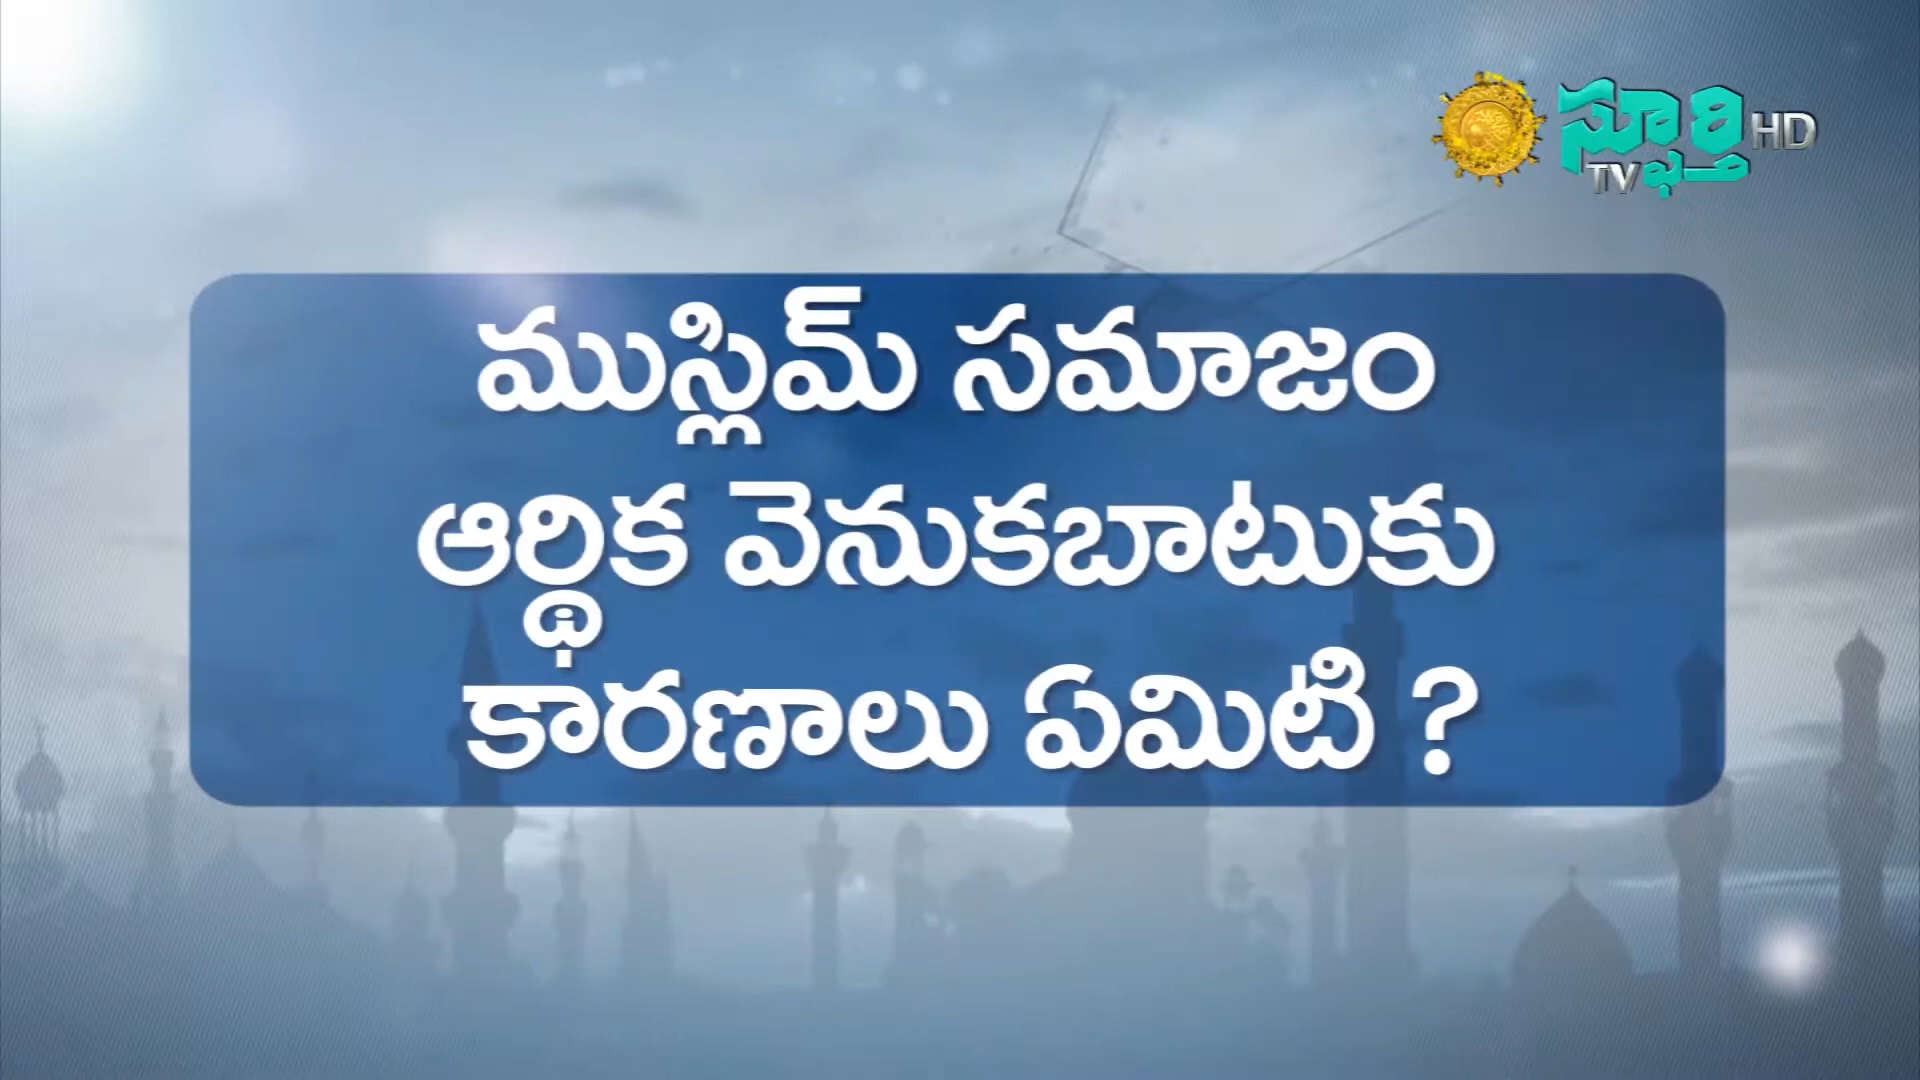 స్ఫూర్తి TV HD
ముస్లిమ్ సమాజం
ఆర్థిక వెనుకబాటుకు
కారణాలు ఏమిటి ?